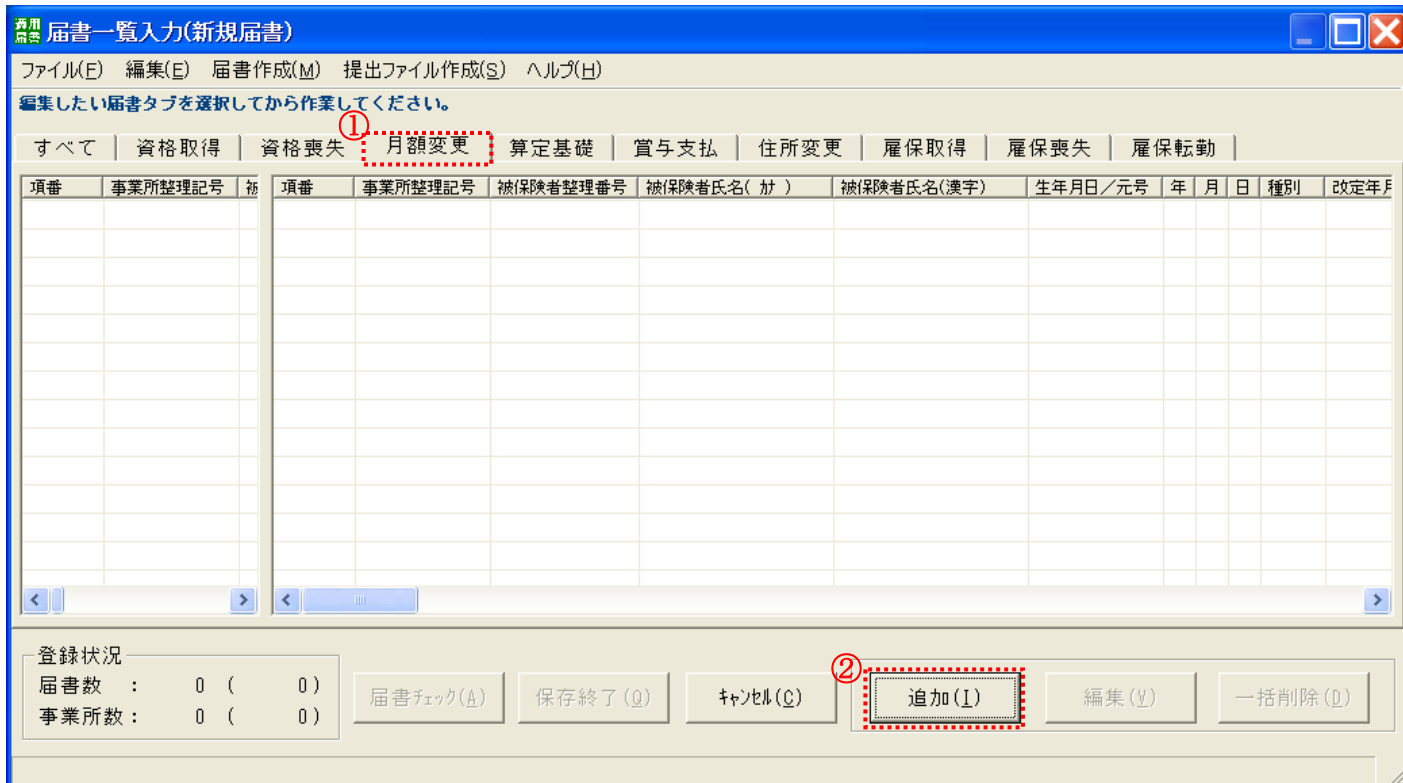 適用届書 届書一覧入力(新規届書)
ファイル(F) 編集(E) 届書作成(M) 提出ファイル作成(S) ヘルプ(H)
編集したい届書タブを選択してから作業してください。
①
すべて 資格取得 資格喪失 月額変更 算定基礎 賞与支払 住所変更 雇保取得 雇保喪失 雇保転勤
項番 事業所整理記号 被 項番 事業所整理記号 被保険者整理番号 被保険者氏名( ｶﾅ ) 被保険者氏名(漢字) 生年月日／元号 年 月 日 種別 改定年月
登録状況
届書数 : 0 ( 0)
事業所数 : 0 ( 0)
届書ﾁｪｯｸ(A) 保存終了(Q) ｷｬﾝｾﾙ(C) ② 追加(I) 編集(V) 一括削除(D)